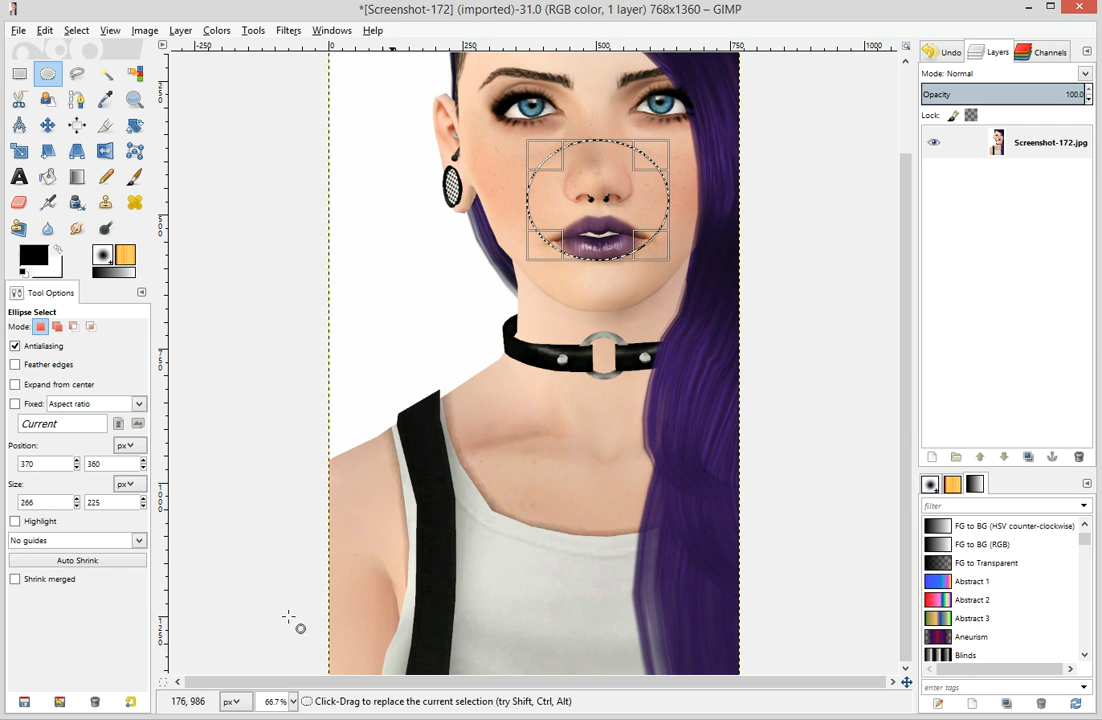 *[Screenshot-172] (imported)-31.0 (RGB color, 1 layer) 768x1360 – GIMP
File Edit Select View Image Layer Colors Tools Filters Windows Help
-250 0 250 500 750 1000
Undo Layers Channels
Mode: Normal
Opacity 100.0
Lock:
Screenshot-172.jpg
250
500
750
1000
1250
Tool Options
Ellipse Select
Mode:
Antialiasing
Feather edges
Expand from center
Fixed: Aspect ratio
Current
Position: px
370 360
Size: px
266 225
Highlight
No guides
Auto Shrink
Shrink merged
filter
FG to BG (HSV counter-clockwise)
FG to BG (RGB)
FG to Transparent
Abstract 1
Abstract 2
Abstract 3
Aneurism
Blinds
enter tags
176, 986 px 66.7% Click-Drag to replace the current selection (try Shift, Ctrl, Alt)